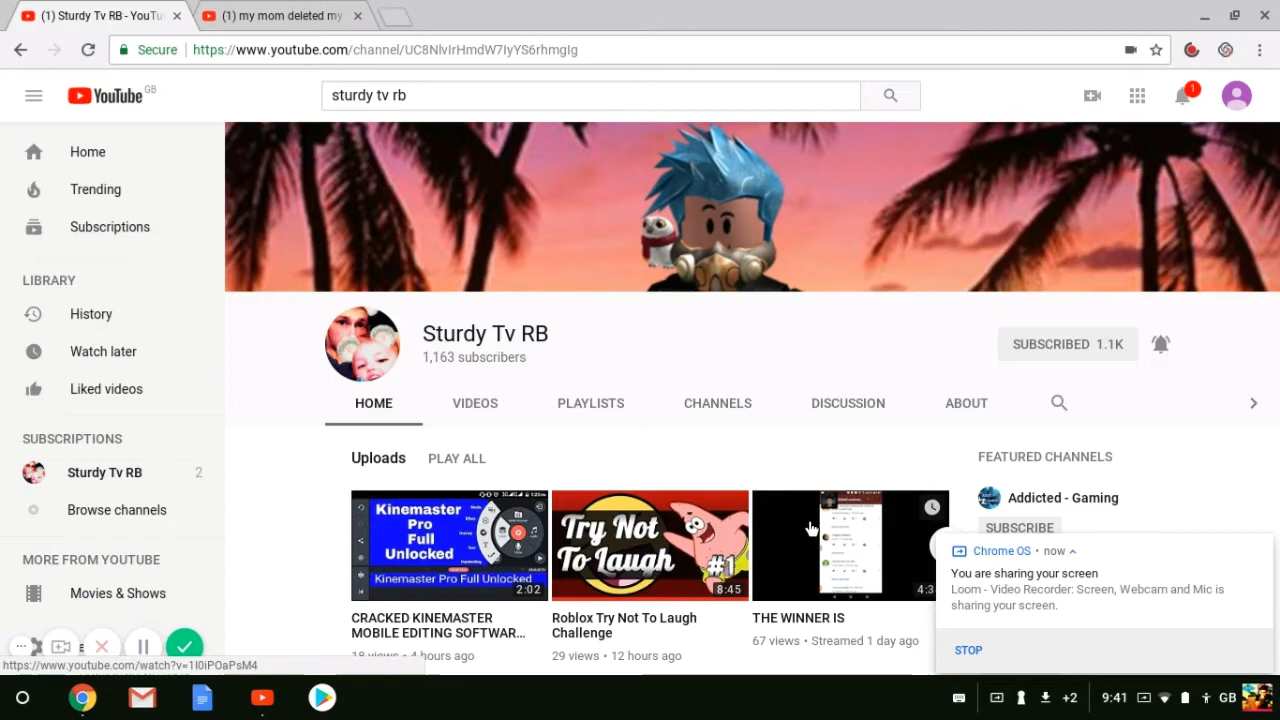 (1) Sturdy Tv RB - YouTu
(1) my mom deleted my
Secure
https://www.youtube.com/channel/UC8NlvIrHmdW7IyYS6rhmgIg
YouTube GB
sturdy tv rb
1
Home
Trending
Subscriptions
LIBRARY
History
Watch later
Liked videos
SUBSCRIPTIONS
Sturdy Tv RB 2
Browse channels
MORE FROM YOUTUBE
Movies & Shows
https://www.youtube.com/watch?v=1I0iPOaPsM4
Sturdy Tv RB
1,163 subscribers
SUBSCRIBED 1.1K
HOME VIDEOS PLAYLISTS CHANNELS DISCUSSION ABOUT
Uploads PLAY ALL
Kinemaster
Pro
Full
Unlocked
Kinemaster Pro Full Unlocked
2:02
CRACKED KINEMASTER
MOBILE EDITING SOFTWAR...
18 views • 4 hours ago
Try Not
To Laugh
#1
8:45
Roblox Try Not To Laugh
Challenge
29 views • 12 hours ago
4:3
THE WINNER IS
67 views • Streamed 1 day ago
FEATURED CHANNELS
Addicted - Gaming
SUBSCRIBE
Chrome OS • now
You are sharing your screen
Loom - Video Recorder: Screen, Webcam and Mic is
sharing your screen.
STOP
+2 9:41 GB